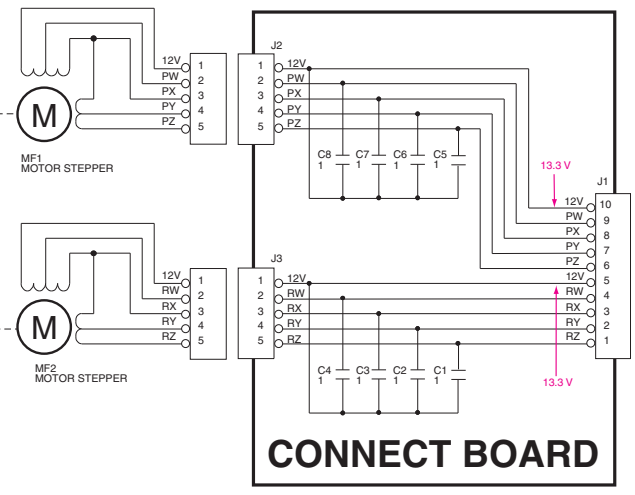 J2
12V 1 1 12V
PW 2 2 PW
PX 3 3 PX
PY 4 4 PY
PZ 5 5 PZ
M
MF1
MOTOR STEPPER
C8 C7 C6 C5
1 1 1 1
13.3 V
J1
12V 10
PW 9
PX 8
PY 7
PZ 6
12V 5
RW 4
RX 3
RY 2
RZ 1
J3
12V 1 1 12V
RW 2 2 RW
RX 3 3 RX
RY 4 4 RY
RZ 5 5 RZ
M
MF2
MOTOR STEPPER
C4 C3 C2 C1
1 1 1 1
13.3 V
CONNECT BOARD